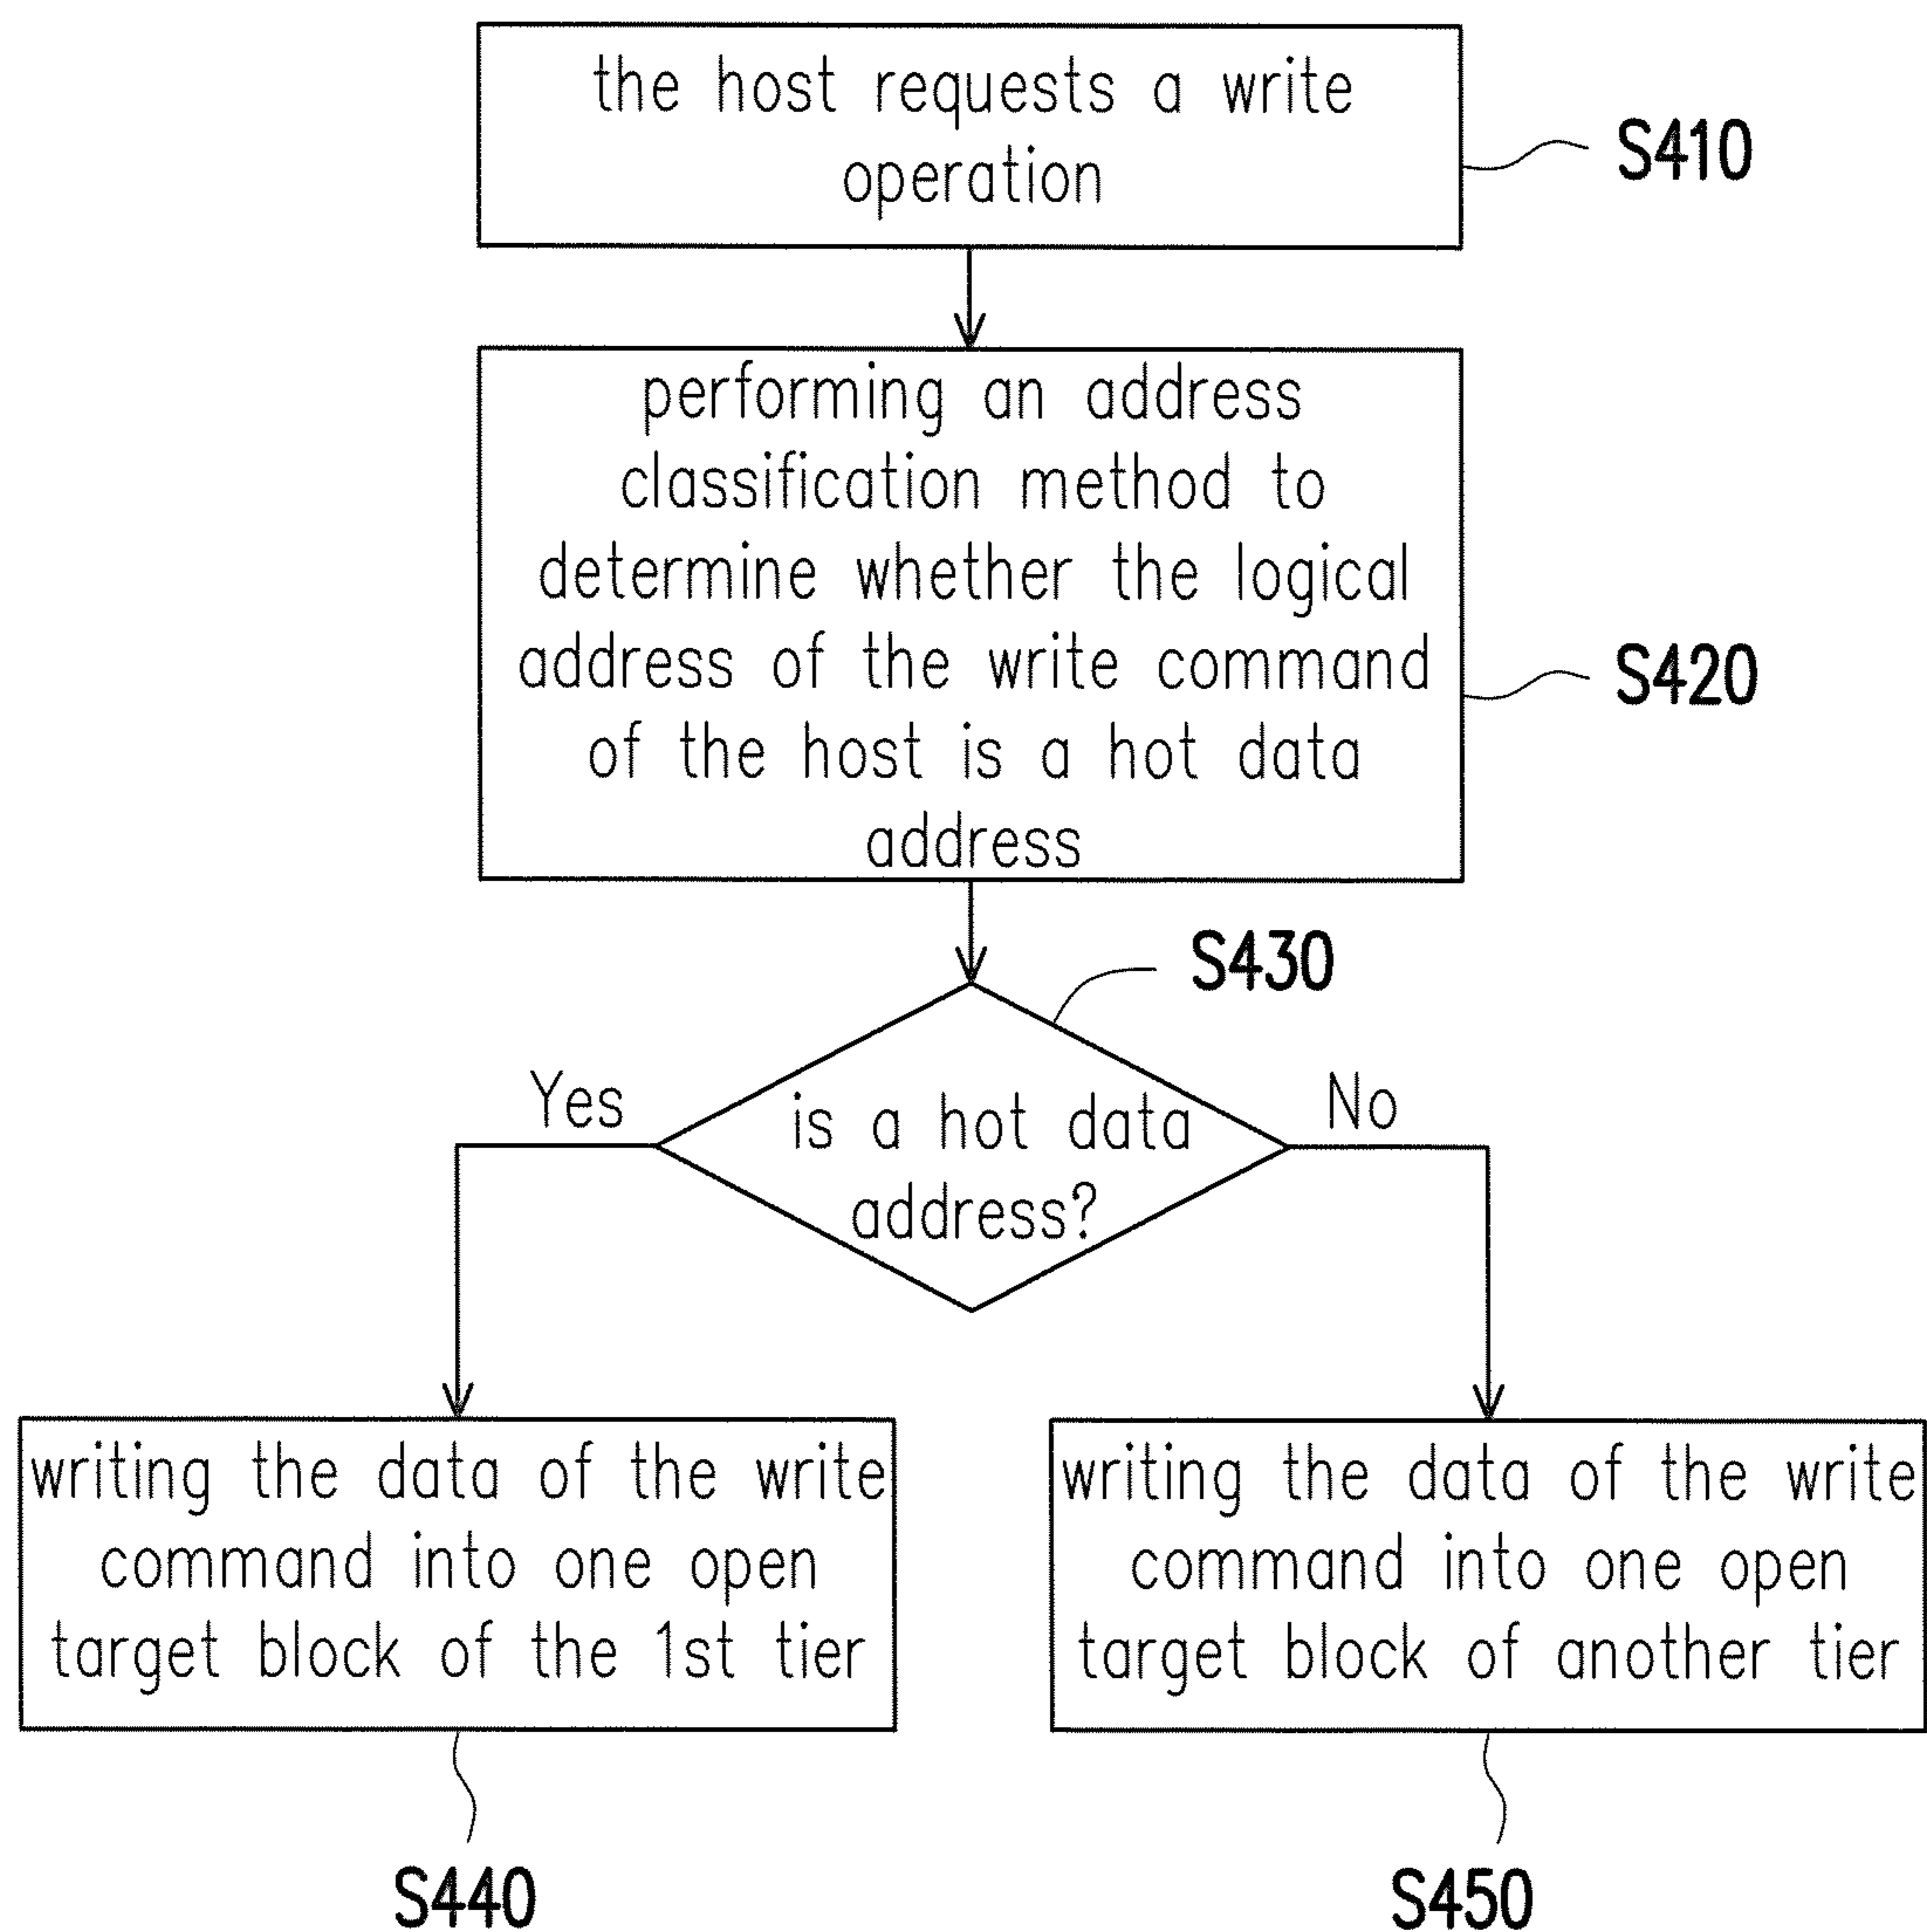 the host requests a write
operation
S410
performing an address
classification method to
determine whether the logical
address of the write command
of the host is a hot data
address
S420
S430
Yes
is a hot data
address?
No
writing the data of the write
command into one open
target block of the 1st tier
S440
writing the data of the write
command into one open
target block of another tier
S450